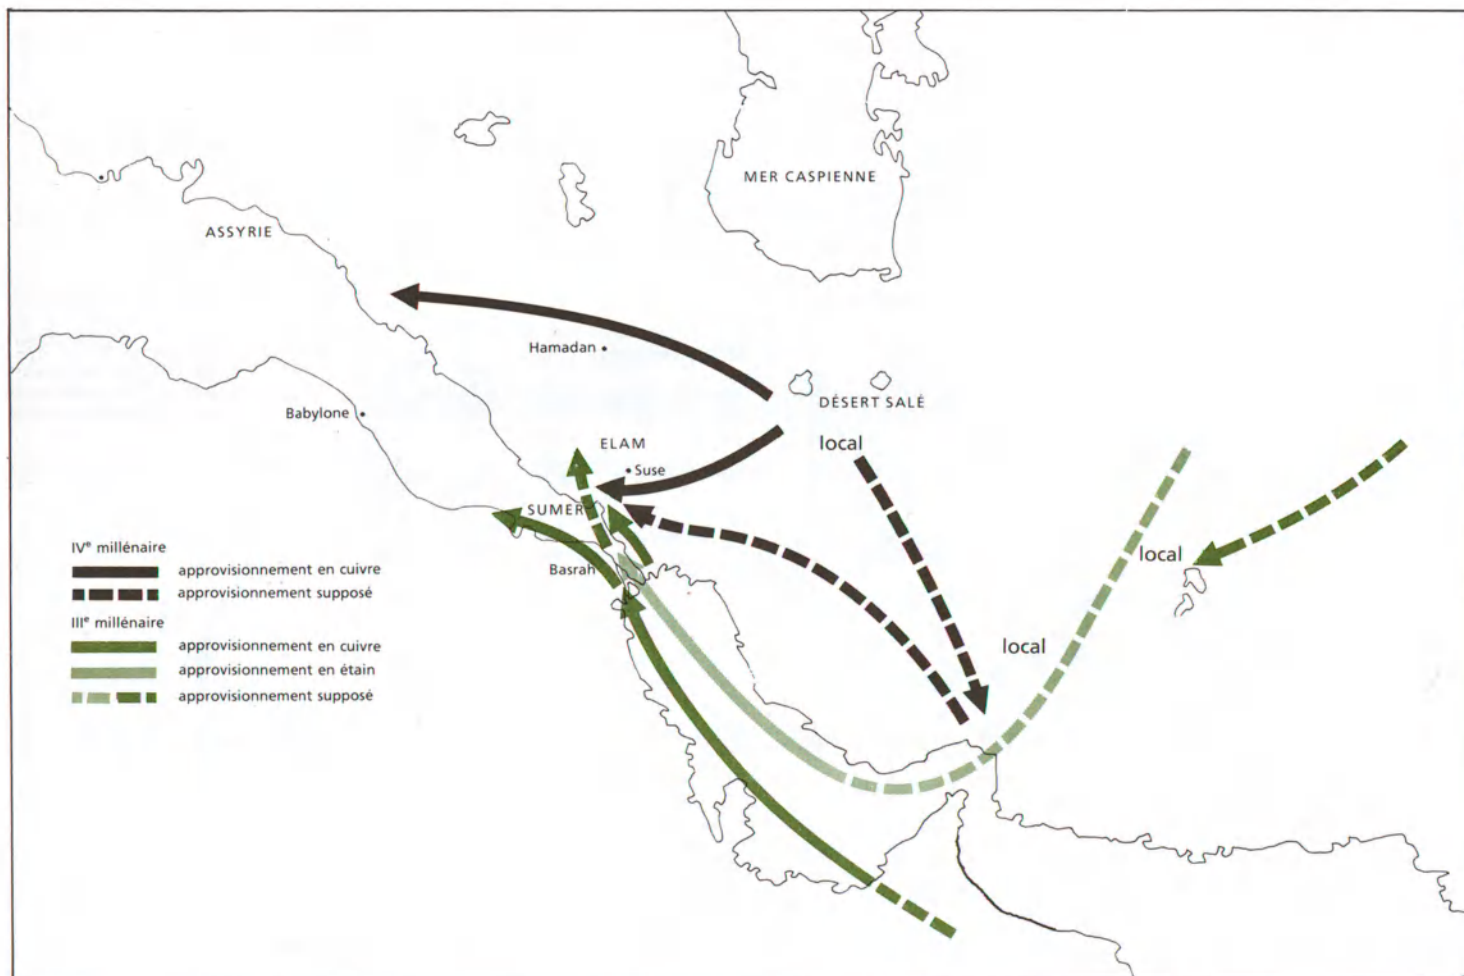 MER CASPIENNE
ASSYRIE
Hamadan
DÉSERT SALÉ
Babylone
ELAM
local
Suse
SUMER
local
Basrah
local
IVe millénaire
approvisionnement en cuivre
approvisionnement supposé
IIIe millénaire
approvisionnement en cuivre
approvisionnement en étain
approvisionnement supposé